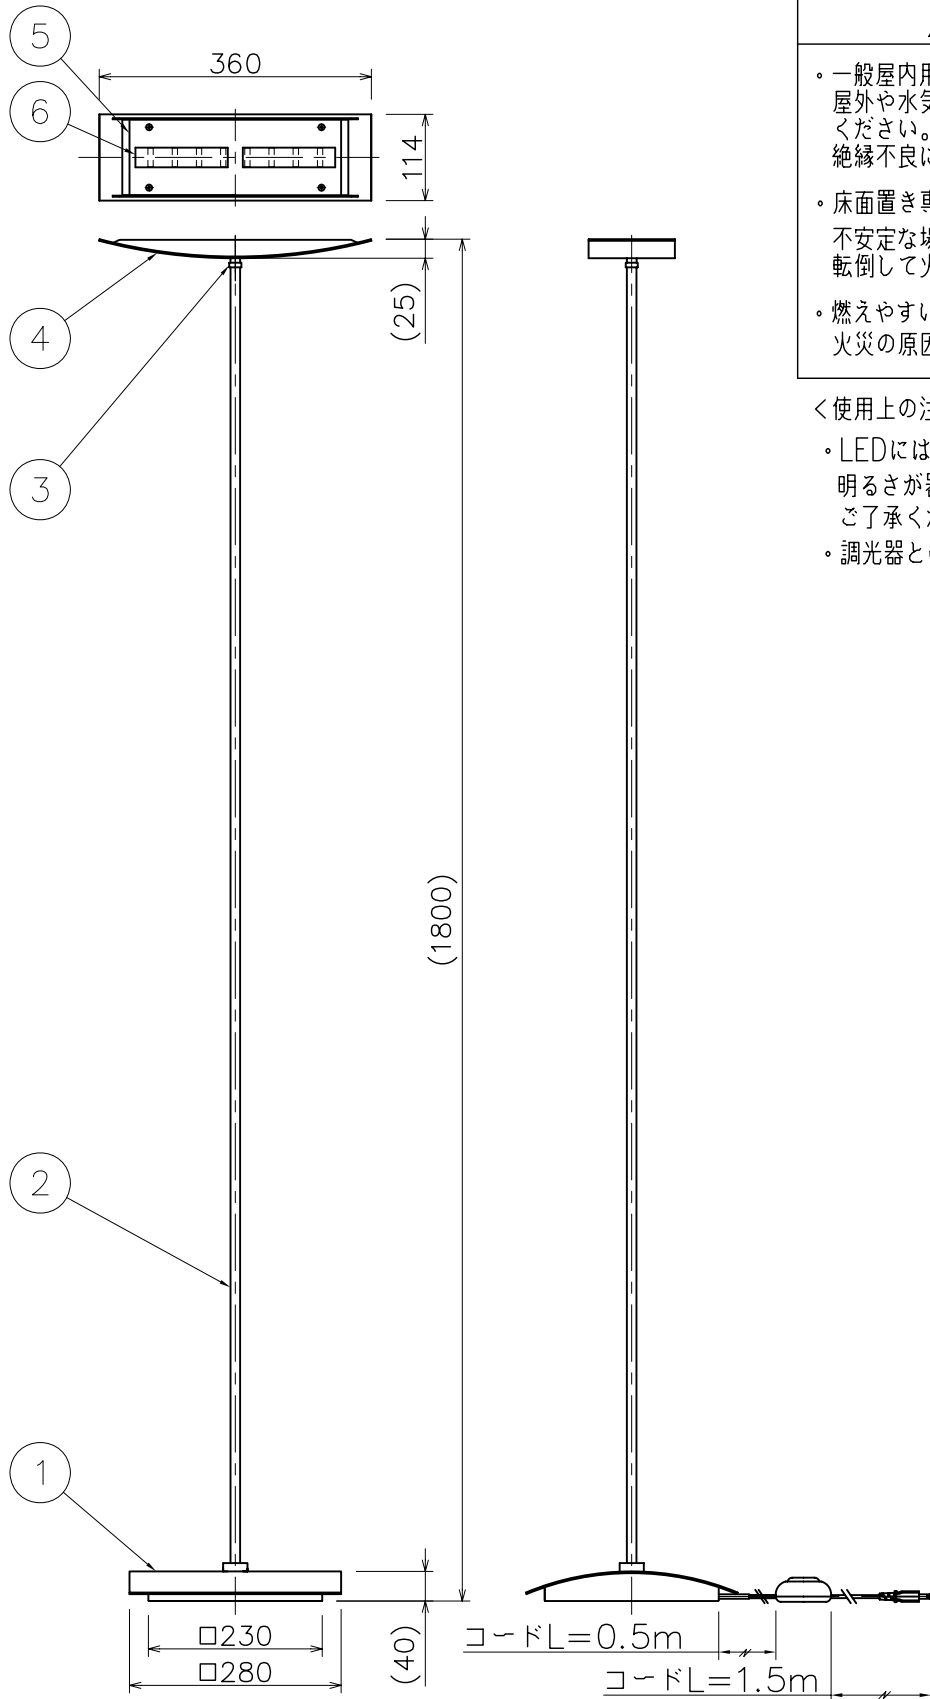 5
360
6
114
4
(25)
3
(1800)
2
1
□230
□280
(40)
コードL=0.5m
コードL=1.5m
・一般屋内用
屋外や水気
ください。
絶縁不良に
・床面置き専
不安定な場
転倒して火
・燃えやすい
火災の原因
<使用上の注
・LEDには
明るさが
ご了承くだ
・調光器との